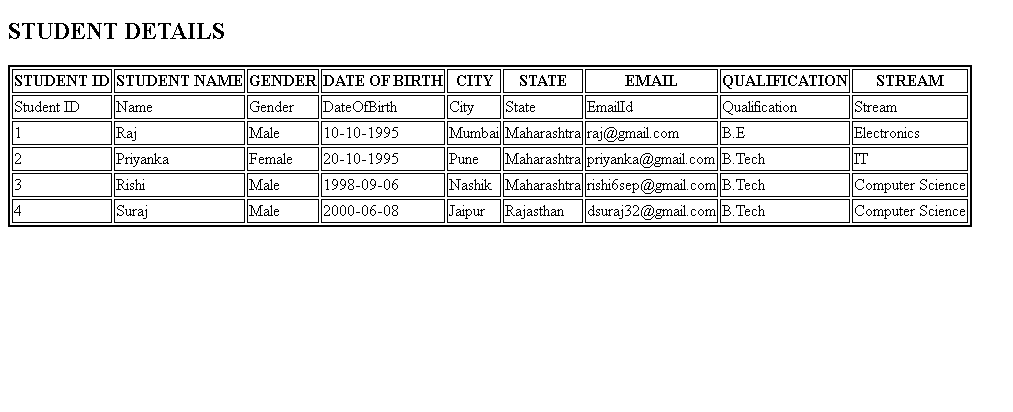 STUDENT DETAILS
STUDENT ID STUDENT NAME GENDER DATE OF BIRTH CITY STATE EMAIL QUALIFICATION STREAM
Student ID Name Gender DateOfBirth City State EmailId Qualification Stream
1 Raj Male 10-10-1995 Mumbai Maharashtra raj@gmail.com B.E Electronics
2 Priyanka Female 20-10-1995 Pune Maharashtra priyanka@gmail.com B.Tech IT
3 Rishi Male 1998-09-06 Nashik Maharashtra rishi6sep@gmail.com B.Tech Computer Science
4 Suraj Male 2000-06-08 Jaipur Rajasthan dsuraj32@gmail.com B.Tech Computer Science